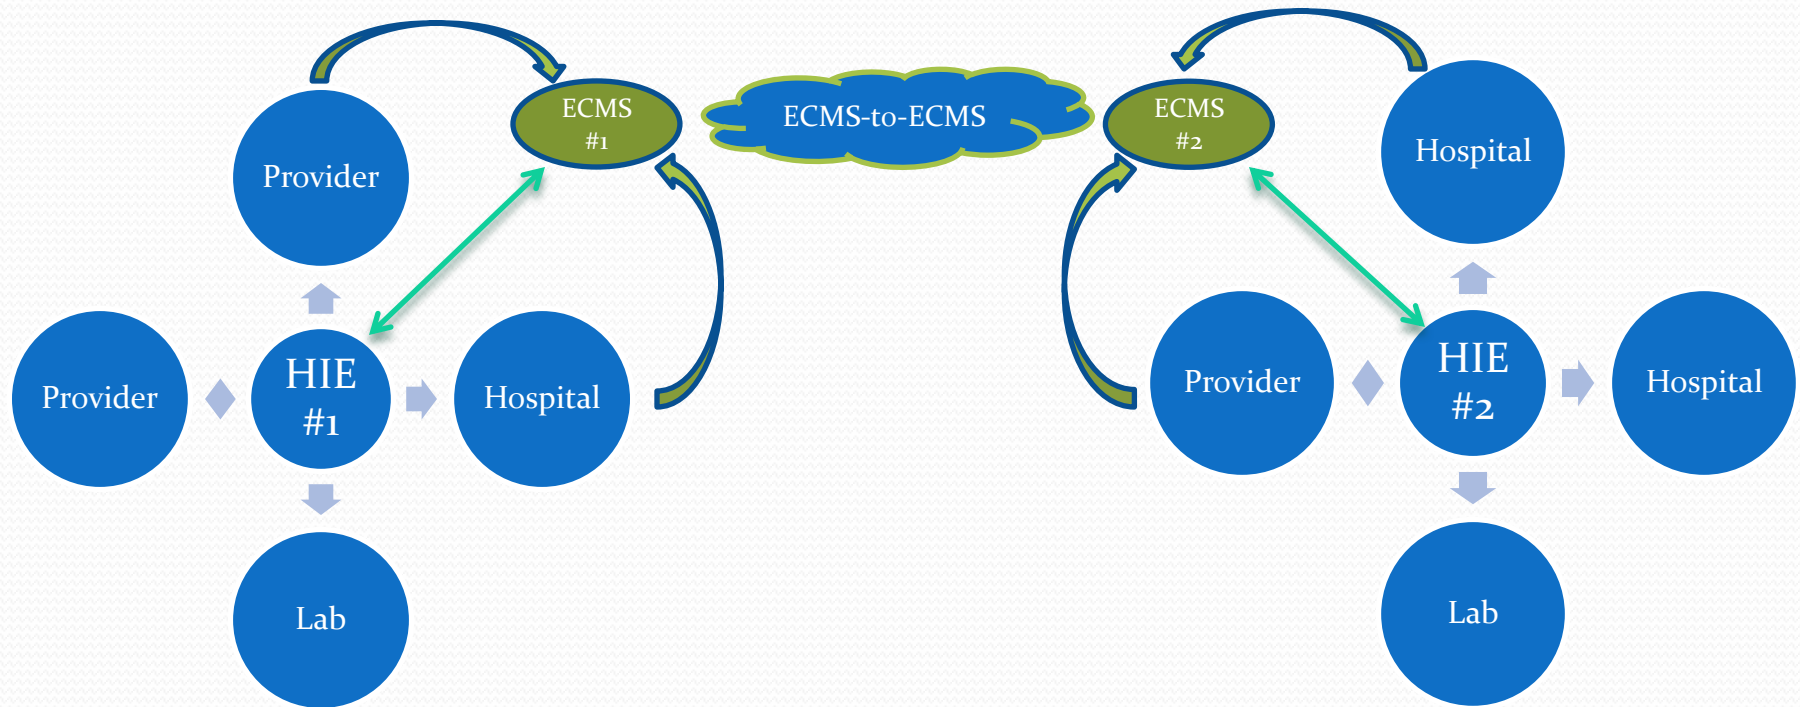 ECMS
#1
ECMS-to-ECMS
ECMS
#2
Provider
Hospital
Provider
HIE
#1
Hospital
Provider
HIE
#2
Hospital
Lab
Lab